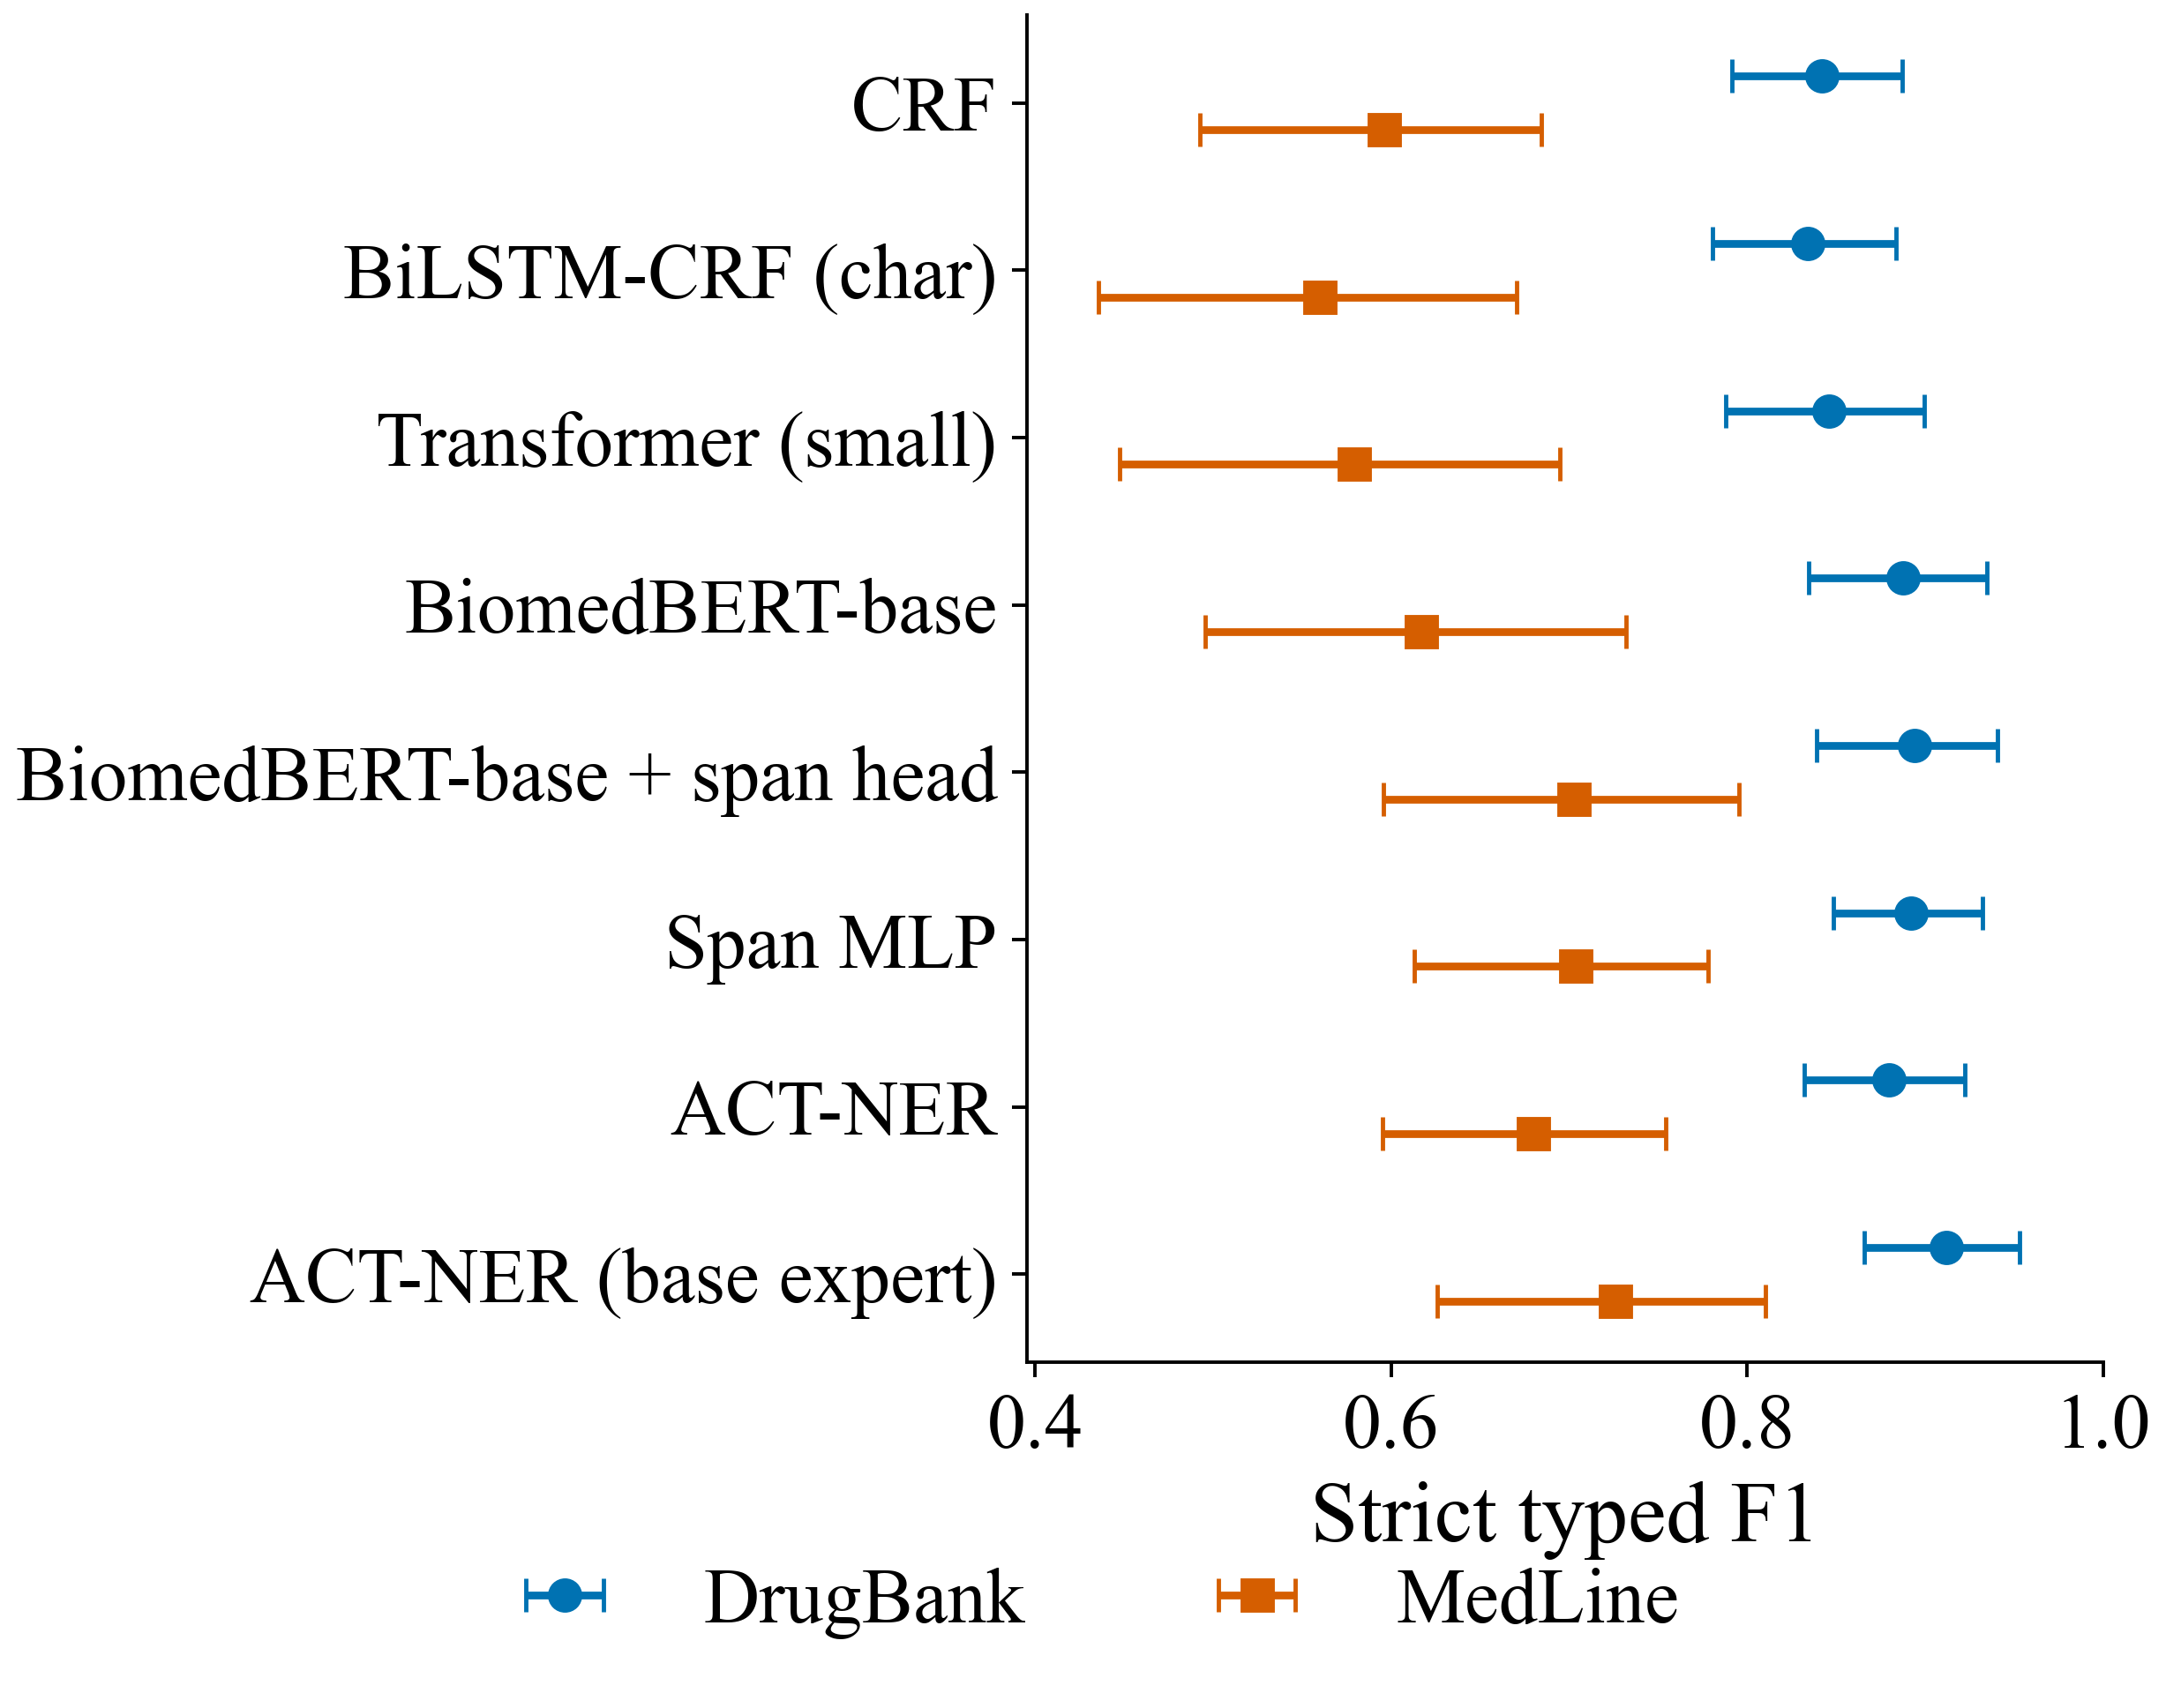 CRF
BiLSTM-CRF (char)
Transformer (small)
BiomedBERT-base
BiomedBERT-base + span head
Span MLP
ACT-NER
ACT-NER (base expert)
0.4 0.6 0.8 1.0
Strict typed F1
DrugBank MedLine